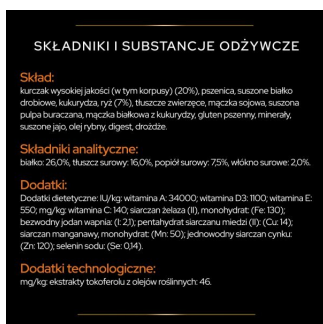 SKŁADNIKI I SUBSTANCJE ODŻYWCZE
Skład:
kurczak wysokiej jakości (w tym korpusy) (20%), pszenica, suszone białko
drobiowe, kukurydza, ryż (7%), tłuszcze zwierzęce, mączka sojowa, suszona
pulpa buraczana, mączka białkowa z kukurydzy, gluten pszenny, minerały,
suszone jajo, olej rybny, digest, drożdże.
Składniki analityczne:
białko: 26,0%, tłuszcz surowy: 16,0%, popiół surowy: 7,5%, włókno surowe: 2,0%.
Dodatki:
Dodatki dietetyczne: IU/kg: witamina A: 34000; witamina D3: 1100; witamina E:
550; mg/kg: witamina C: 140; siarczan żelaza (II), monohydrat: (Fe: 130);
bezwodny jodan wapnia: (I: 2,1); pentahydrat siarczanu miedzi (II): (Cu: 14);
siarczan manganawy, monohydrat: (Mn: 50); jednowodny siarczan cynku:
(Zn: 120); selenin sodu: (Se: 0,14).
Dodatki technologiczne:
mg/kg: ekstrakty tokoferolu z olejów roślinnych: 46.